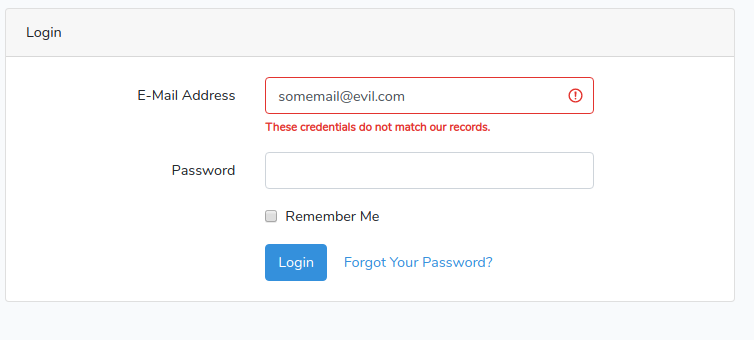 Login
E-Mail Address
somemail@evil.com
These credentials do not match our records.
Password
Remember Me
Login Forgot Your Password?